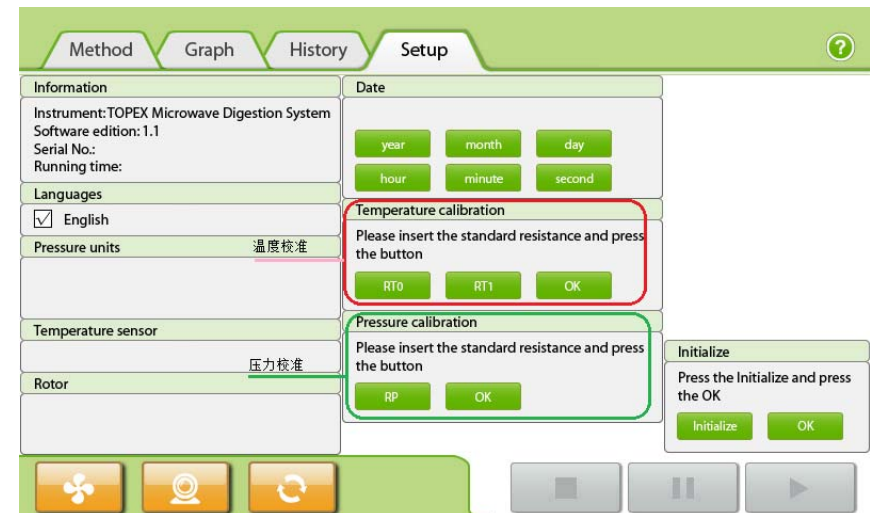 Method
Graph
History
Setup
?
Information
Instrument:TOPEX Microwave Digestion System
Software edition: 1.1
Serial No.:
Running time:
Languages
English
Pressure units
温度校准
Temperature sensor
压力校准
Rotor
Date
year
month
day
hour
minute
second
Temperature calibration
Please insert the standard resistance and press
the button
RT0
RT1
OK
Pressure calibration
Please insert the standard resistance and press
the button
RP
OK
Initialize
Press the Initialize and press
the OK
Initialize
OK